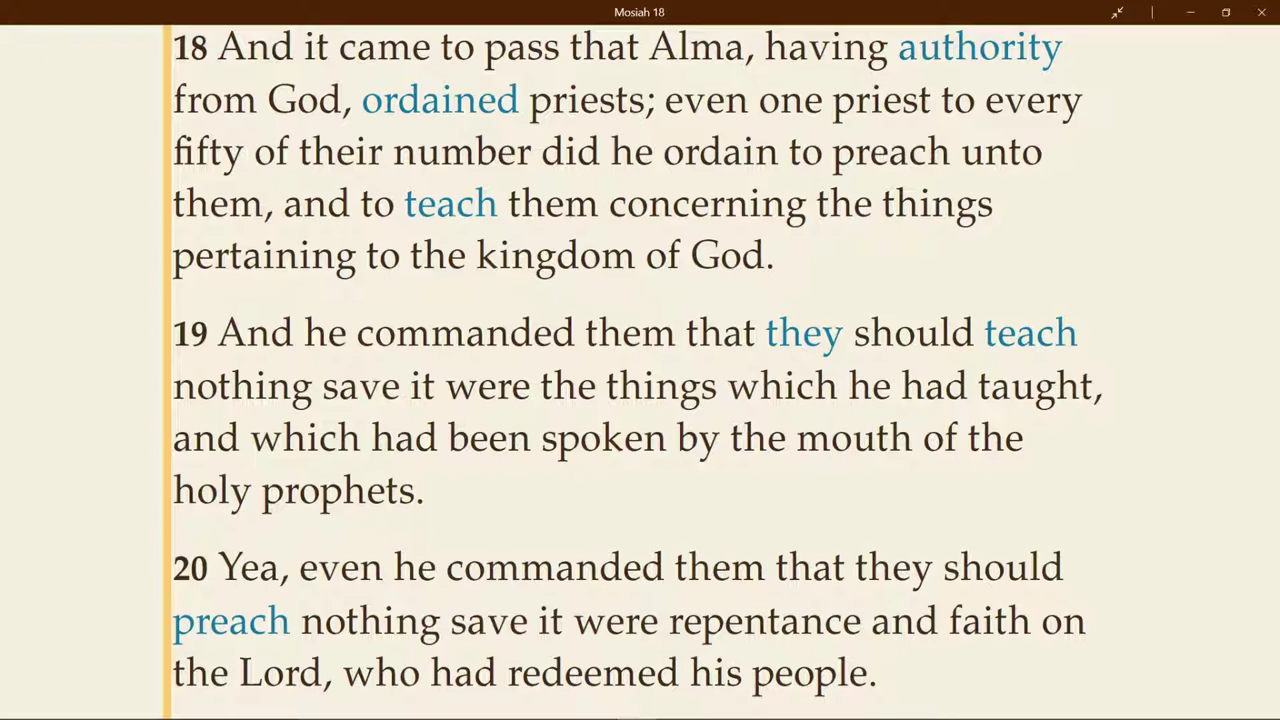 Mosiah 18
18 And it came to pass that Alma, having authority
from God, ordained priests; even one priest to every
fifty of their number did he ordain to preach unto
them, and to teach them concerning the things
pertaining to the kingdom of God.
19 And he commanded them that they should teach
nothing save it were the things which he had taught,
and which had been spoken by the mouth of the
holy prophets.
20 Yea, even he commanded them that they should
preach nothing save it were repentance and faith on
the Lord, who had redeemed his people.